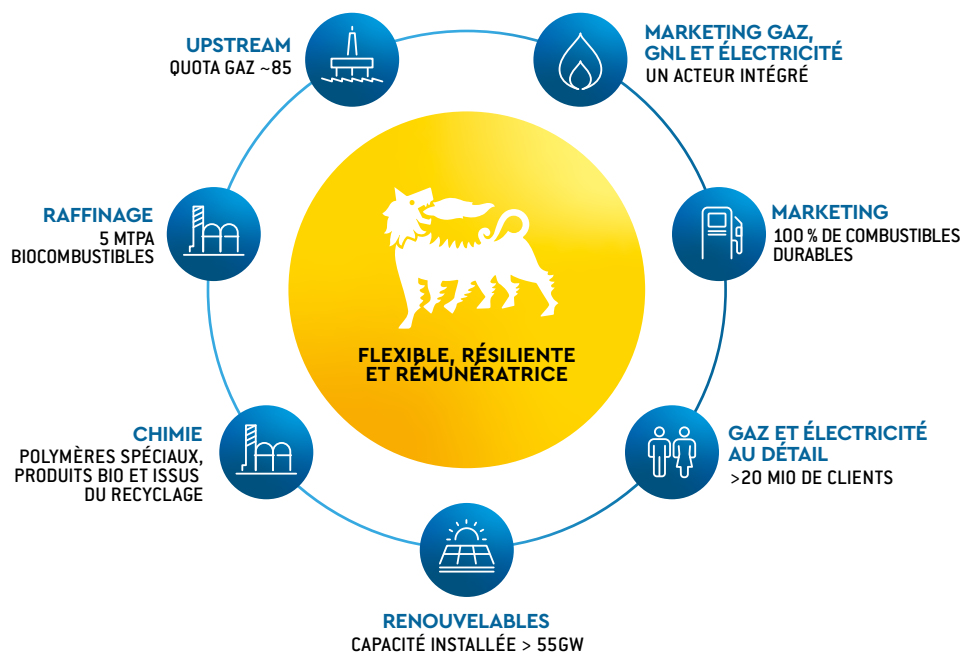 UPSTREAM
QUOTA GAZ ~85
MARKETING GAZ,
GNL ET ÉLECTRICITÉ
UN ACTEUR INTÉGRÉ
RAFFINAGE
5 MTPA
BIOCOMBUSTIBLES
MARKETING
100 % DE COMBUSTIBLES
DURABLES
FLEXIBLE, RÉSILIENTE
ET RÉMUNÉRATRICE
CHIMIE
POLYMÈRES SPÉCIAUX,
PRODUITS BIO ET ISSUS
DU RECYCLAGE
GAZ ET ÉLECTRICITÉ
AU DÉTAIL
>20 MIO DE CLIENTS
RENOUVELABLES
CAPACITÉ INSTALLÉE > 55GW